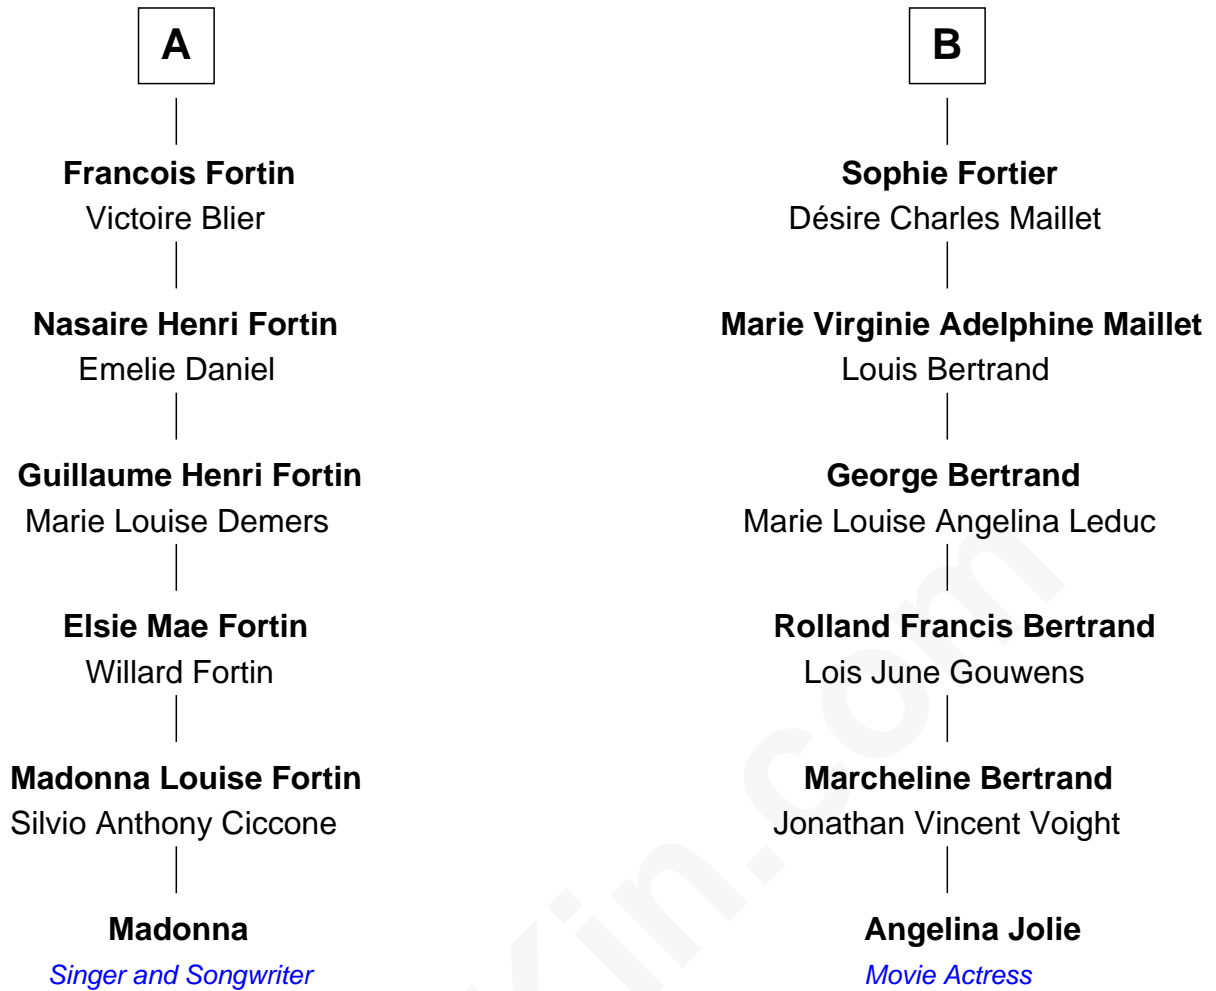 A
Francois Fortin
Victoire Blier
Nasaire Henri Fortin
Emelie Daniel
Guillaume Henri Fortin
Marie Louise Demers
Elsie Mae Fortin
Willard Fortin
Madonna Louise Fortin
Silvio Anthony Ciccone
Madonna
Singer and Songwriter
B
Sophie Fortier
Désire Charles Maillet
Marie Virginie Adelphine Maillet
Louis Bertrand
George Bertrand
Marie Louise Angelina Leduc
Rolland Francis Bertrand
Lois June Gouwens
Marcheline Bertrand
Jonathan Vincent Voight
Angelina Jolie
Movie Actress
Kin.com